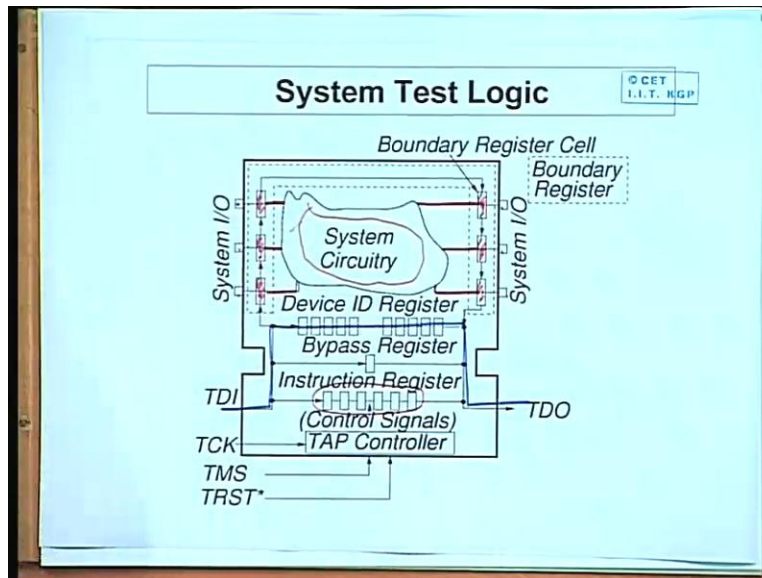 System Test Logic
© CET
I.I.T. KGP
Boundary Register Cell
Boundary
Register
System I/O
System
Circuitry
System I/O
Device ID Register
Bypass Register
Instruction Register
TDI
TDO
(Control Signals)
TCK
TAP Controller
TMS
TRST*